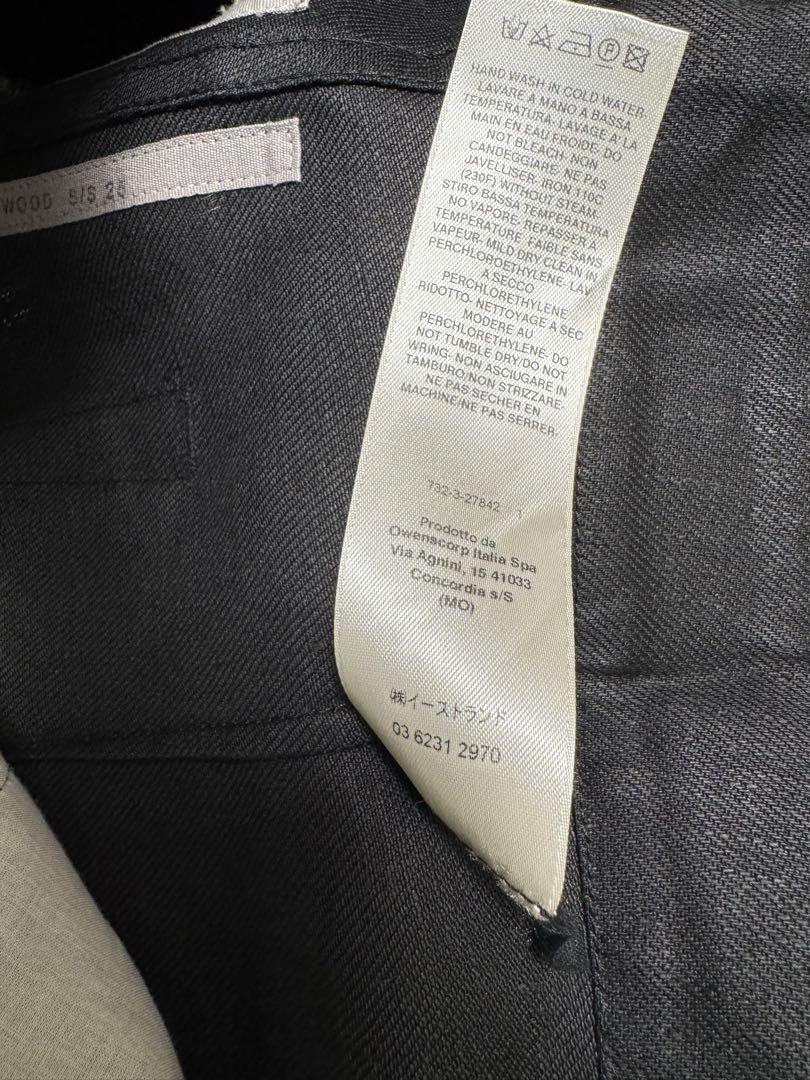 WOOD S/S 25
HAND WASH IN COLD WATER.
LAVARE A MANO A BASSA
TEMPERATURA- LAVAGE A LA
MAIN EN EAU FROIDE. DO
NOT BLEACH- NON
CANDEGGIARE- NE PAS
JAVELLISER. IRON 110C
(230F) WITHOUT STEAM-
STIRO BASSA TEMPERATURA
NO VAPORE- REPASSER A
TEMPERATURE FAIBLE SANS
VAPEUR- MILD DRY CLEAN IN
PERCHLOROETHYLENE- LAV
A SECCO
PERCHLORETHYLENE
RIDOTTO- NETTOYAGE A SEC
MODERE AU
PERCHLORETHYLENE- DO
NOT TUMBLE DRY/DO NOT
WRING- NON ASCIUGARE IN
TAMBURO/NON STRIZZARE-
NE PAS SECHER EN
MACHINE/NE PAS SERRER-
732-3-27842 1
Prodotto da
Owenscorp Italia Spa
Via Agnini, 15 41033
Concordia s/S
(MO)
㈱イーストランド
03 6231 2970